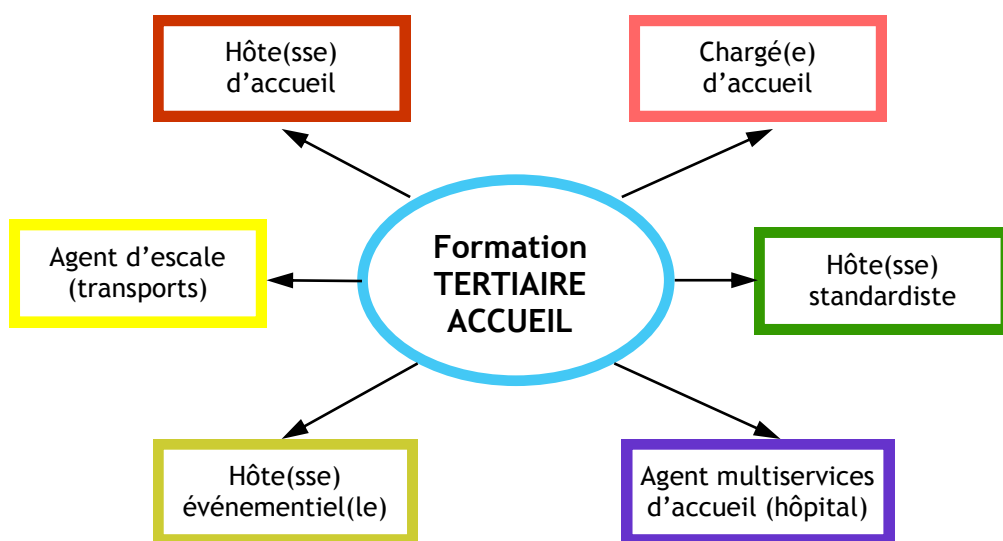 Hôte(sse)
d’accueil
Chargé(e)
d’accueil
Agent d’escale
(transports)
Formation
TERTIAIRE
ACCUEIL
Hôte(sse)
standardiste
Hôte(sse)
événementiel(le)
Agent multiservices
d’accueil (hôpital)